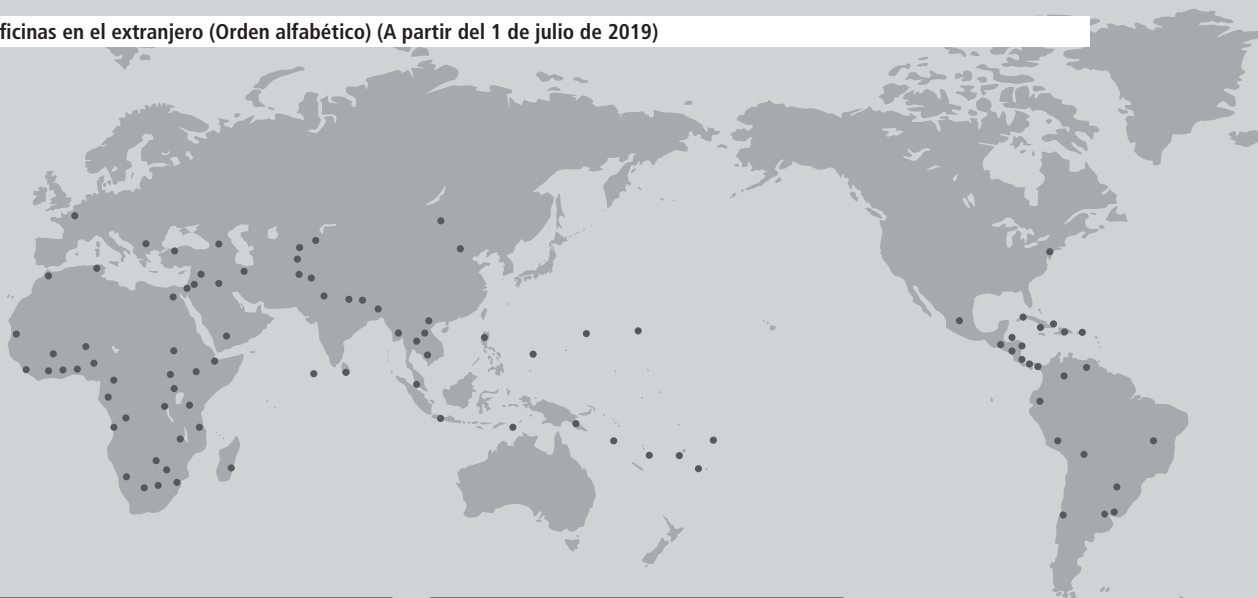 ficinas en el extranjero (Orden alfabético) (A partir del 1 de julio de 2019)